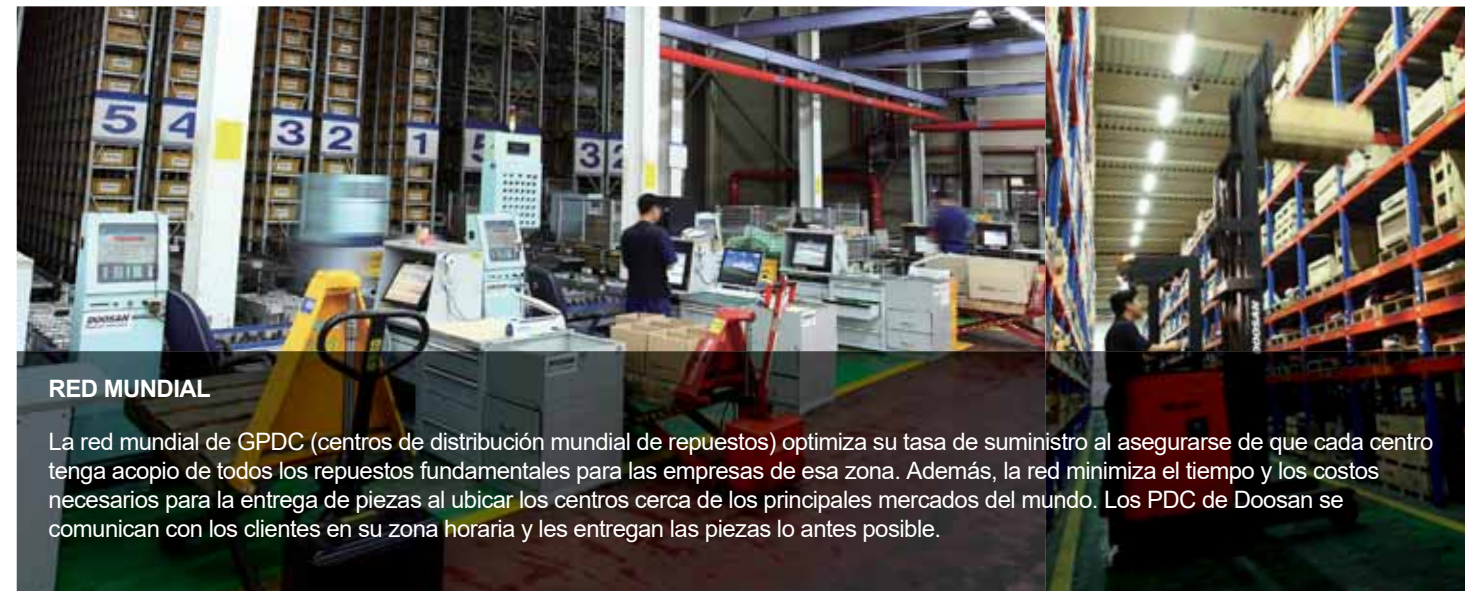 5 4 3 2 1 5 3 2
DOOSAN
DOOSAN
RED MUNDIAL
La red mundial de GPDC (centros de distribución mundial de repuestos) optimiza su tasa de suministro al asegurarse de que cada centro
tenga acopio de todos los repuestos fundamentales para las empresas de esa zona. Además, la red minimiza el tiempo y los costos
necesarios para la entrega de piezas al ubicar los centros cerca de los principales mercados del mundo. Los PDC de Doosan se
comunican con los clientes en su zona horaria y les entregan las piezas lo antes posible.